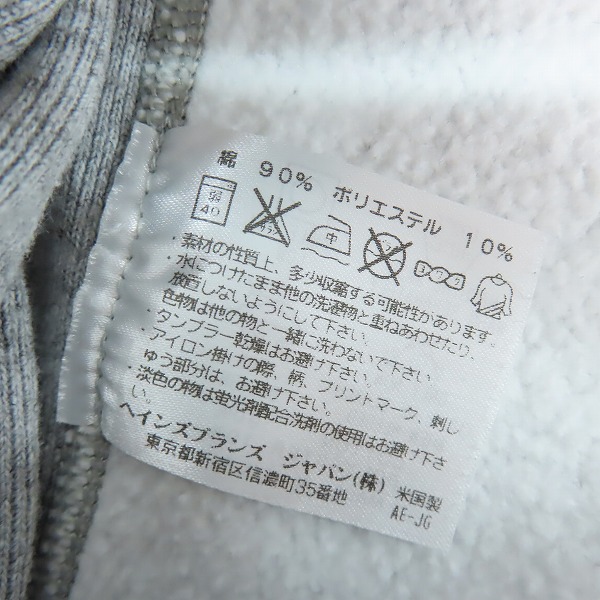 綿 90% ポリエステル 10%
弱
40
中
・素材の性質上、多少収縮する可能性があります。
・水につけたまま他の洗濯物と重ねあわせたり、
放置しないようにして下さい。
色物は他の物と一緒に洗わないで下さい
・タンブラー乾燥はお避け下さい。
・アイロン掛けの際、柄、プリントマーク、刺し
ゅう部分は、お避け下さい。
・淡色の物は蛍光剤配合洗剤の使用はお避け下さ
い。
ヘインズブランズ ジャパン(株) 米国製
東京都新宿区信濃町35番地 AE-JG